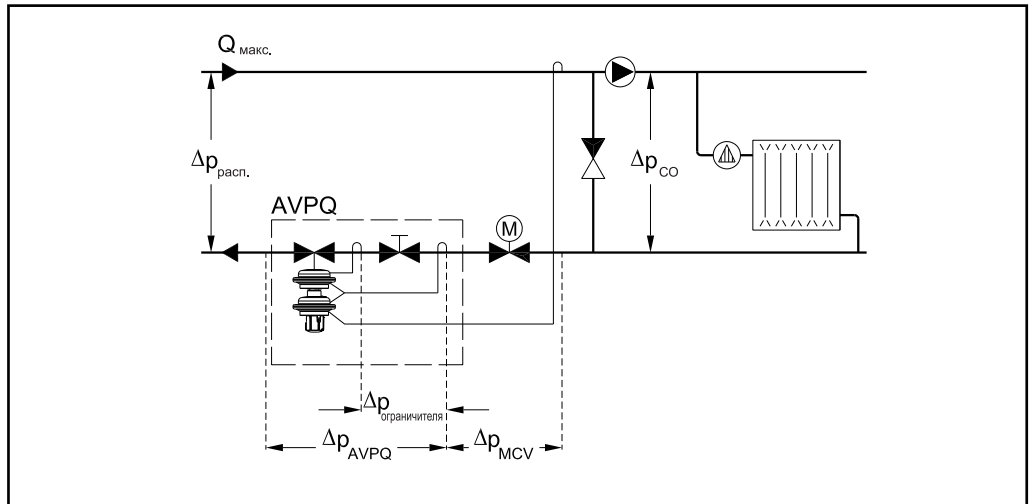 Q макс.
Δp расп.
Δp CO
AVPQ
M
Δp ограничителя
Δp AVPQ
Δp MCV